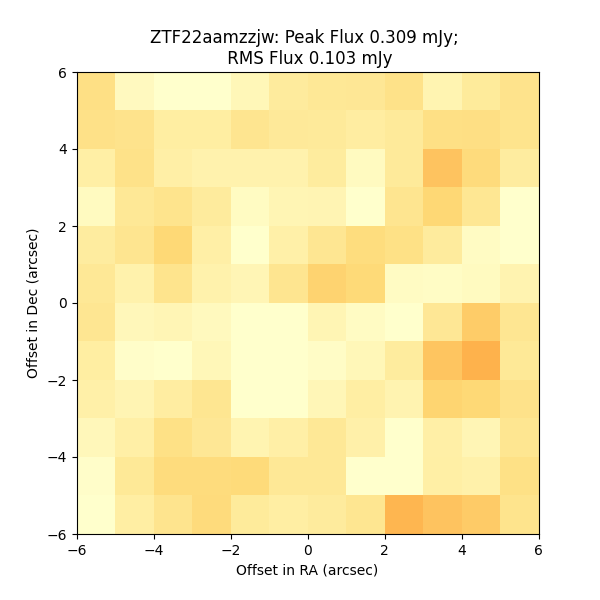 ZTF22aamzzjw: Peak Flux 0.309 mJy;
RMS Flux 0.103 mJy
6
4
2
0
−2
−4
−6
Offset in Dec (arcsec)
−6 −4 −2 0 2 4 6
Offset in RA (arcsec)